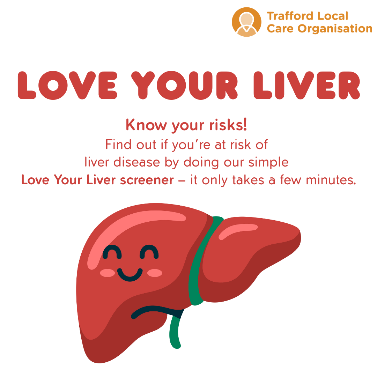 Trafford Local
Care Organisation
LOVE YOUR LIVER
Know your risks!
Find out if you're at risk of
liver disease by doing our simple
Love Your Liver screener – it only takes a few minutes.